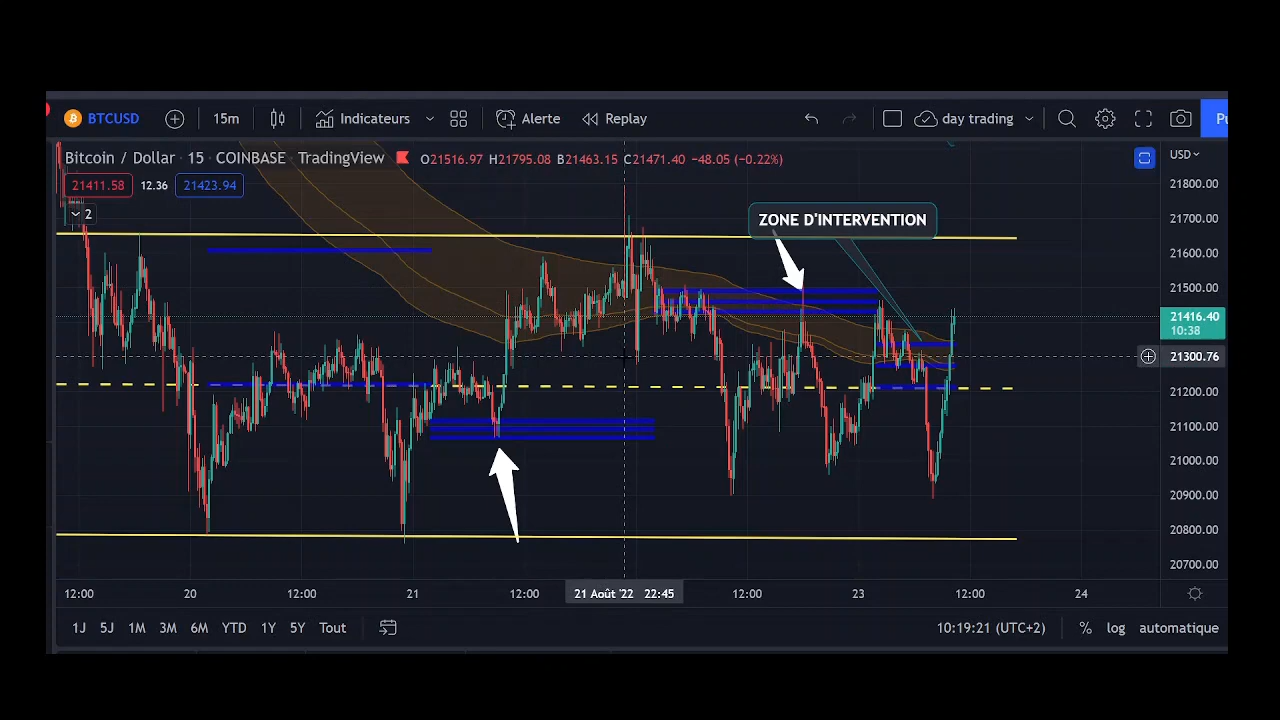 BTCUSD 15m Indicateurs Alerte Replay day trading Pu
Bitcoin / Dollar · 15 · COINBASE · TradingView O21516.97 H21795.08 B21463.15 C21471.40 −48.05 (−0.22%) USD
21411.58 12.36 21423.94
2
ZONE D'INTERVENTION
21800.00
21700.00
21600.00
21500.00
21416.40
10:38
21300.76
21200.00
21100.00
21000.00
20900.00
20800.00
20700.00
12:00 20 12:00 21 12:00 21 Août '22 22:45 12:00 23 12:00 24
1J 5J 1M 3M 6M YTD 1Y 5Y Tout 10:19:21 (UTC+2) % log automatique